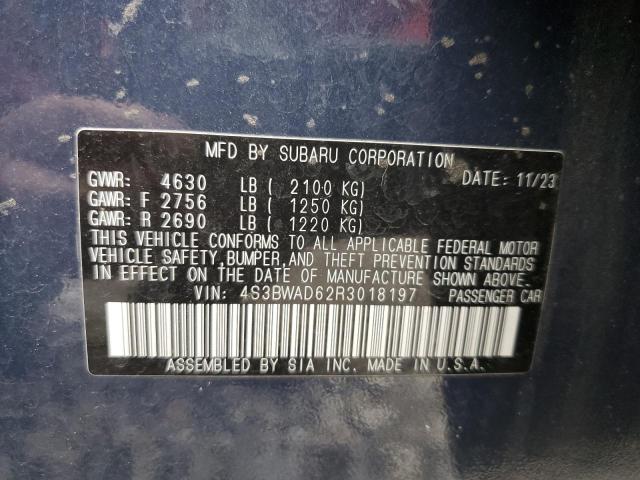 MFD BY SUBARU CORPORATION
GVWR: 4630 LB ( 2100 KG) DATE: 11/23
GAWR: F 2756 LB ( 1250 KG)
GAWR: R 2690 LB ( 1220 KG)
THIS VEHICLE CONFORMS TO ALL APPLICABLE FEDERAL MOTOR
VEHICLE SAFETY, BUMPER, AND THEFT PREVENTION STANDARDS
IN EFFECT ON THE DATE OF MANUFACTURE SHOWN ABOVE.
VIN: 4S3BWAD62R3018197 PASSENGER CAR
ASSEMBLED BY SIA INC. MADE IN U.S.A.